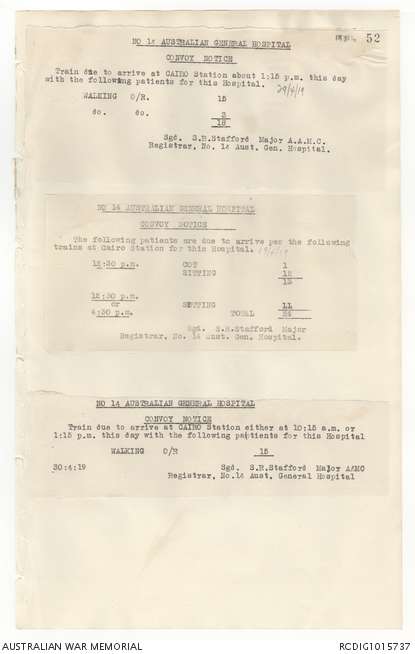 52
NO 14 AUSTRALIAN GENERAL HOSPITAL
CONVOY NOTICE
Train due to arrive at CAIRO Station about 1:15 p.m. this day
with the following patients for this Hospital.
29/4/19
WALKING O/R. 15
do. do. 3
18
Sgd. S.R.Stafford Major A.A.M.C.
Registrar, No. 14 Aust. Gen. Hospital.
NO 14 AUSTRALIAN GENERAL HOSPITAL
CONVOY NOTICE
The following patients are due to arrive per the following
trains at Cairo Station for this Hospital.
12:30 p.m. COT 1
SITTING 12
13
12:30 p.m.
or SITTING 11
4:30 p.m. TOTAL 24
Sgd. S.R.Stafford Major
Registrar, No. 14 Aust. Gen. Hospital.
NO 14 AUSTRALIAN GENERAL HOSPITAL
CONVOY NOTICE
Train due to arrive at CAIRO Station either at 10:15 a.m. or
1:15 p.m. this day with the following patients for this Hospital
WALKING O/R 15
30:4:19 Sgd. S.R.Stafford Major AAMC
Registrar, No.14 Aust. General Hospital
AUSTRALIAN WAR MEMORIAL RCDIG1015737